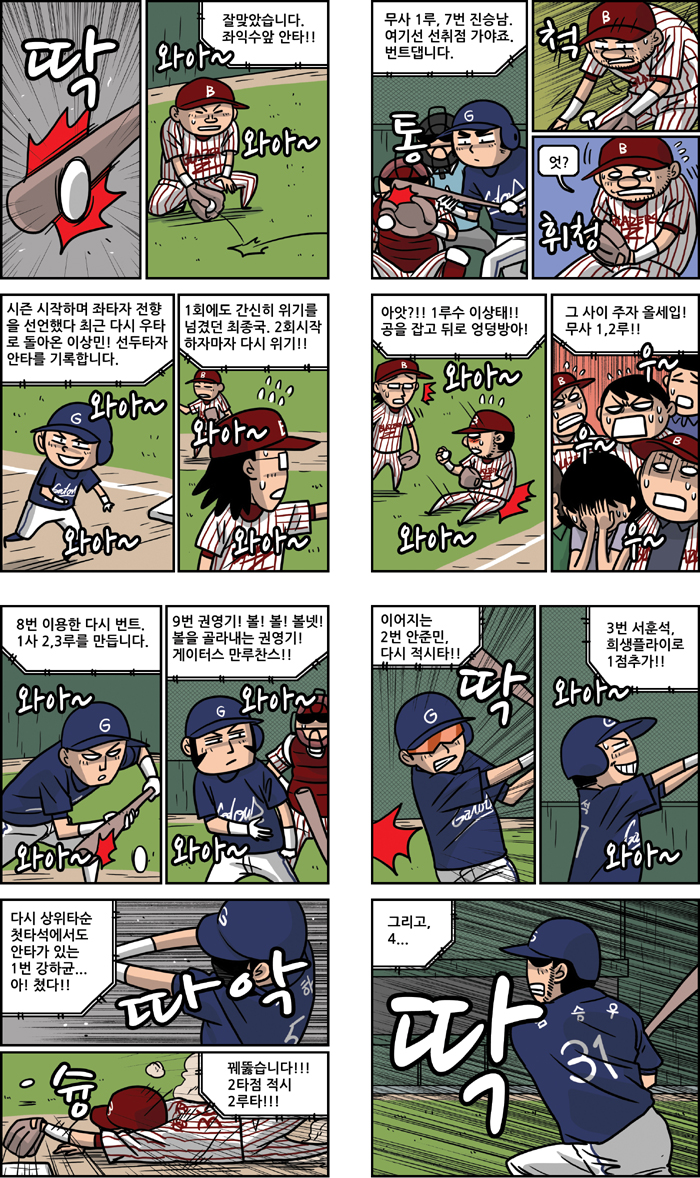 딱
잘맞았습니다.
좌익수앞 안타!!
와아~
B
BLAZERS
와아~
시즌 시작하며 좌타자 전향
을 선언했다 최근 다시 우타
로 돌아온 이상민! 선두타자
안타를 기록합니다.
와아~
G
Gators
와아~
1회에도 간신히 위기를
넘겼던 최종국. 2회시작
하자마자 다시 위기!!
B
와아~
와아~
무사 1루, 7번 진승남.
여기선 선취점 가야죠.
번트댑니다.
통
G
Gators
척
B
엇?
B
BLAZERS
휘청
아앗?!! 1루수 이상태!!
공을 잡고 뒤로 엉덩방아!
B
와아~
와아~
그 사이 주자 올세입!
무사 1,2루!!
우~
B
우~
우~
8번 이용한 다시 번트.
1사 2,3루를 만듭니다.
와아~
G
와아~
9번 권영기! 볼! 볼! 볼넷!
볼을 골라내는 권영기!
게이터스 만루찬스!!
와아~
G
Gators
와아~
다시 상위타순
첫타석에서도
안타가 있는
1번 강하균...
아! 쳤다!!
따악
하
5
슝
꿰뚫습니다!!!
2타점 적시
2루타!!!
이어지는
2번 안준민,
다시 적시타!!
딱
G
Gators
3번 서훈석,
희생플라이로
1점추가!!
와아~
G
석
7
와아~
그리고,
4...
딱
승 우
31